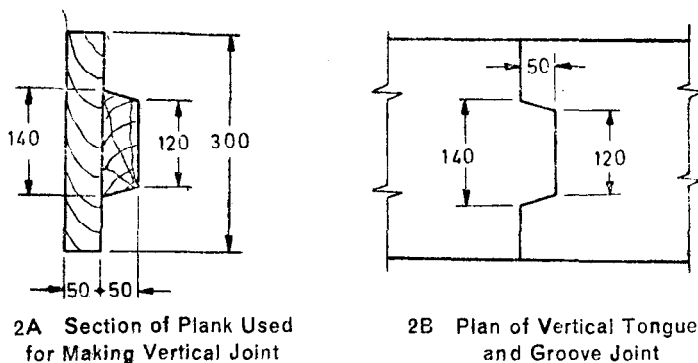 140
120
300
50
50
2A Section of Plank Used
for Making Vertical Joint
50
140
120
2B Plan of Vertical Tongue
and Groove Joint